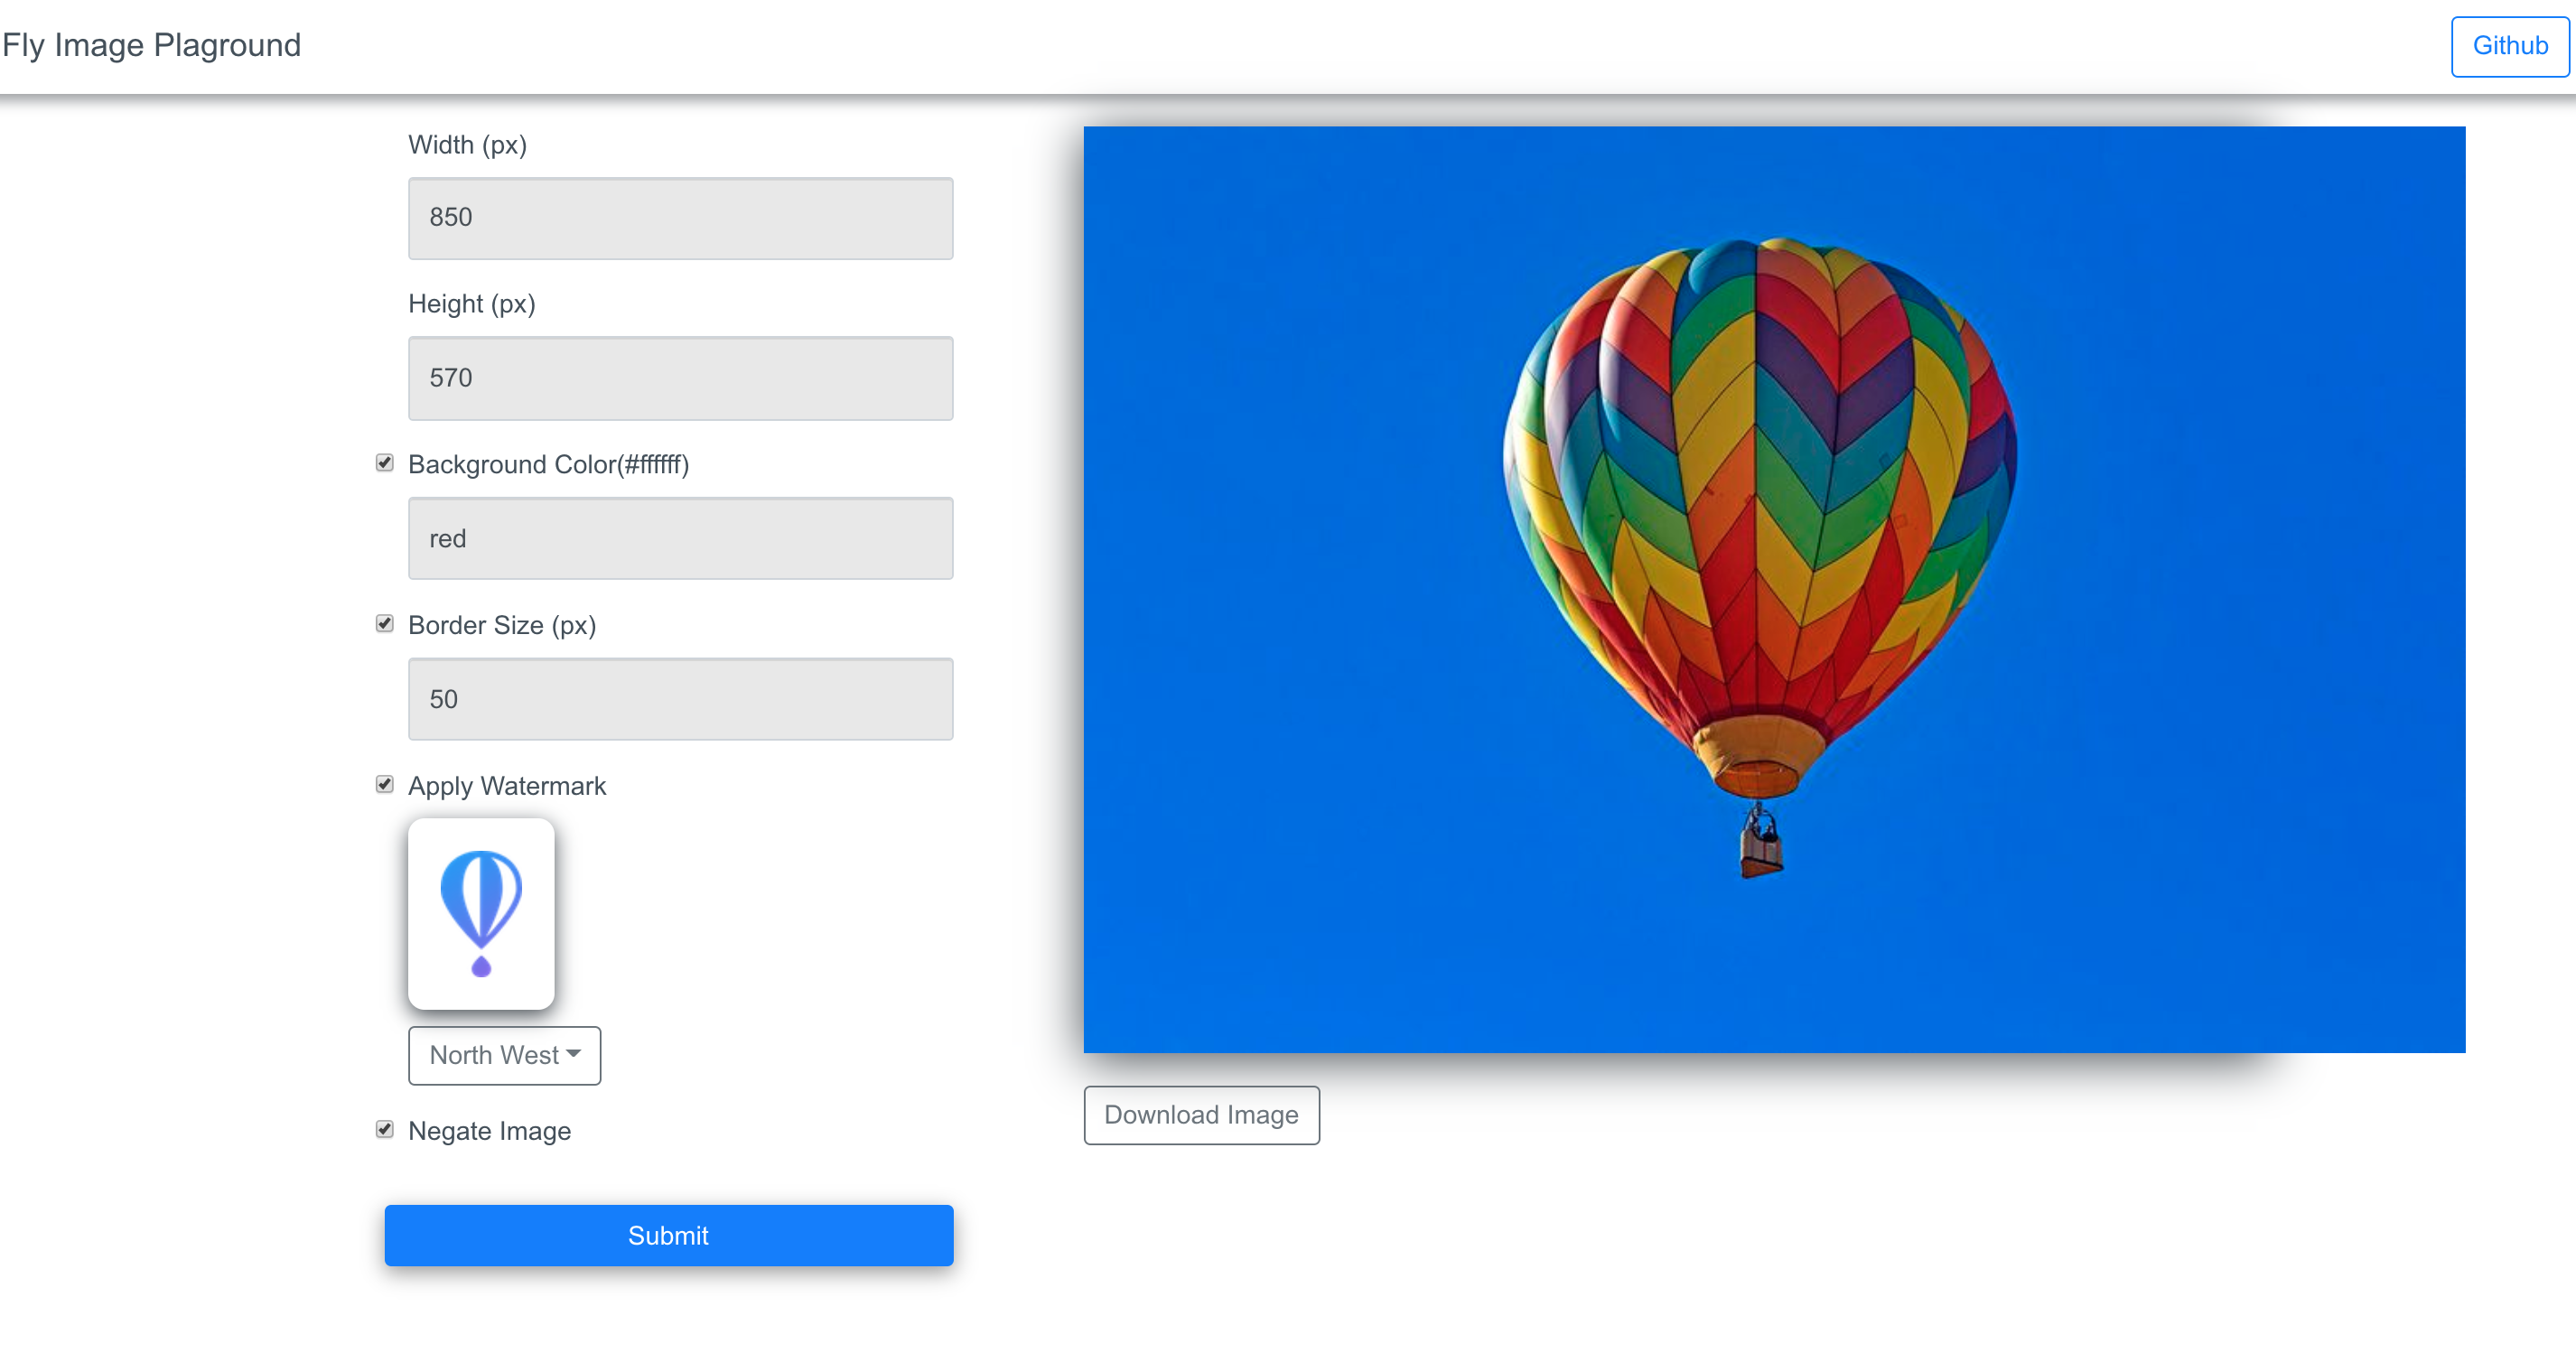 Fly Image Plaground
Github
Width (px)
850
Height (px)
570
Background Color(#ffffff)
red
Border Size (px)
50
Apply Watermark
North West
Negate Image
Submit
Download Image